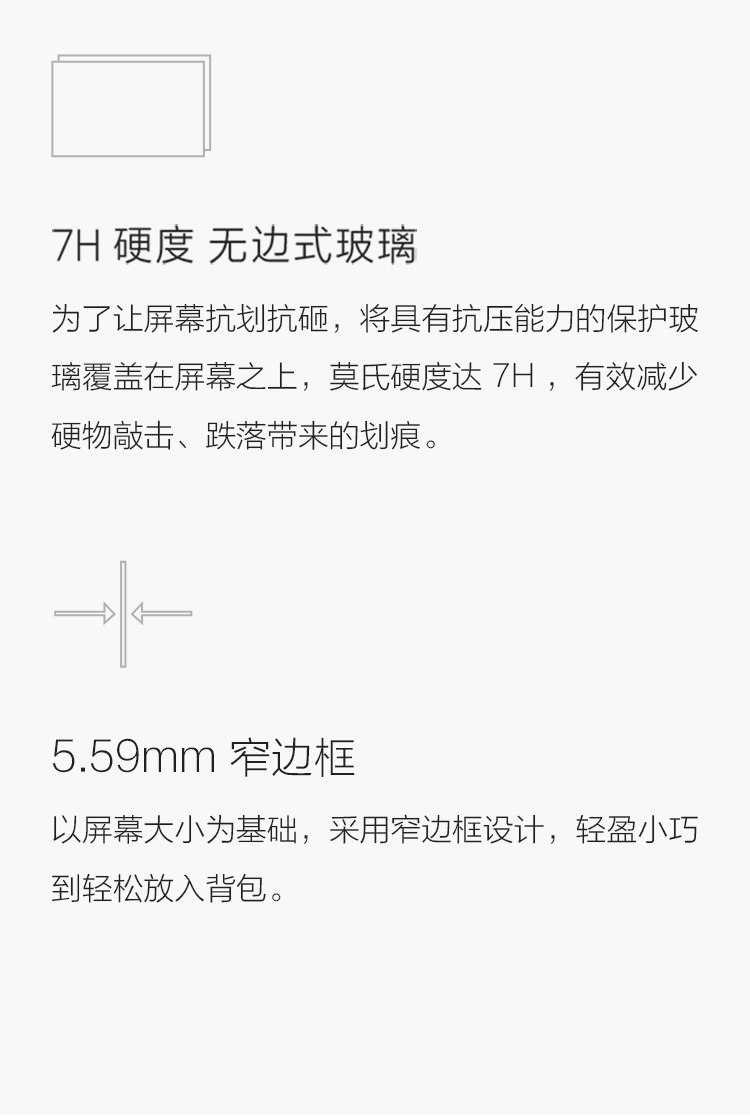 7H 硬度 无边式玻璃
为了让屏幕抗划抗砸，将具有抗压能力的保护玻
璃覆盖在屏幕之上，莫氏硬度达 7H ，有效减少
硬物敲击、跌落带来的划痕。
5.59mm 窄边框
以屏幕大小为基础，采用窄边框设计，轻盈小巧
到轻松放入背包。